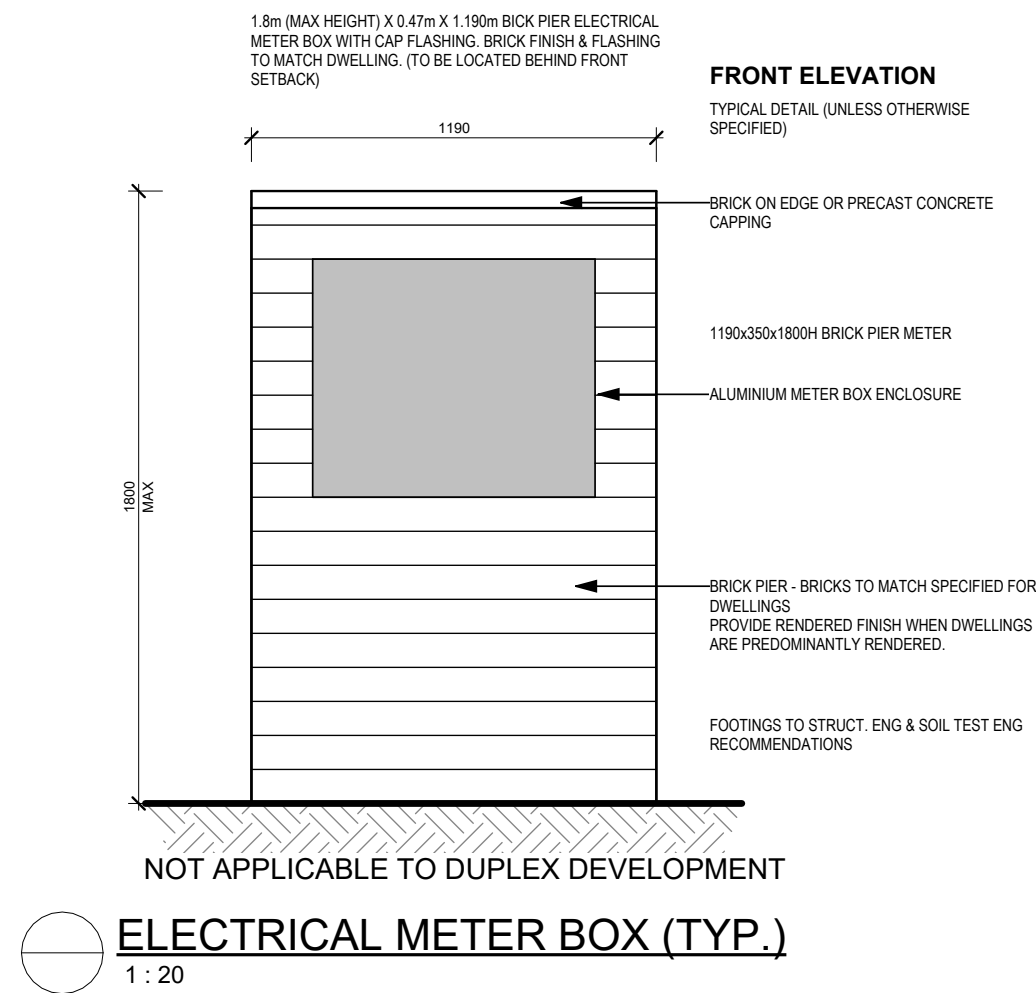 1.8m (MAX HEIGHT) X 0.47m X 1.190m BICK PIER ELECTRICAL
METER BOX WITH CAP FLASHING. BRICK FINISH & FLASHING
TO MATCH DWELLING. (TO BE LOCATED BEHIND FRONT
SETBACK)
FRONT ELEVATION
TYPICAL DETAIL (UNLESS OTHERWISE
SPECIFIED)
1190
BRICK ON EDGE OR PRECAST CONCRETE
CAPPING
1190x350x1800H BRICK PIER METER
ALUMINIUM METER BOX ENCLOSURE
1800
MAX
BRICK PIER - BRICKS TO MATCH SPECIFIED FOR
DWELLINGS
PROVIDE RENDERED FINISH WHEN DWELLINGS
ARE PREDOMINANTLY RENDERED.
FOOTINGS TO STRUCT. ENG & SOIL TEST ENG
RECOMMENDATIONS
NOT APPLICABLE TO DUPLEX DEVELOPMENT
ELECTRICAL METER BOX (TYP.)
1 : 20